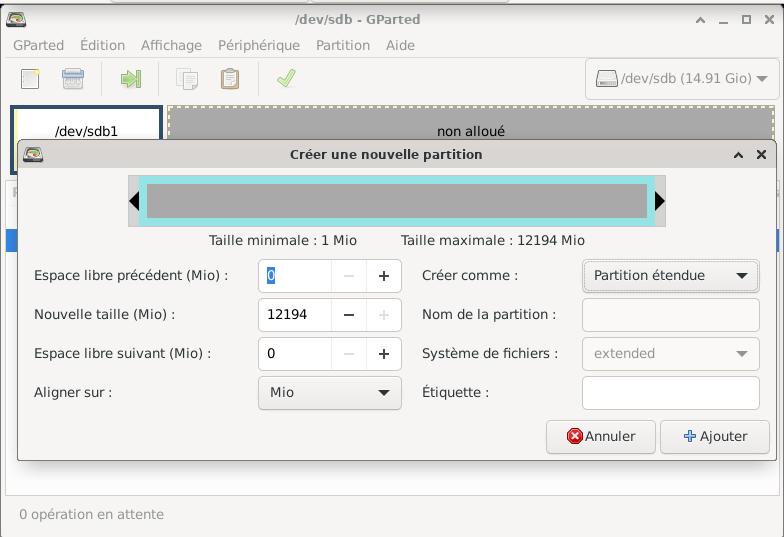 /dev/sdb - GParted
GParted Édition Affichage Périphérique Partition Aide
/dev/sdb (14.91 Gio)
/dev/sdb1 non alloué
Créer une nouvelle partition
Taille minimale : 1 Mio Taille maximale : 12194 Mio
Espace libre précédent (Mio) : 0 Créer comme : Partition étendue
Nouvelle taille (Mio) : 12194 Nom de la partition :
Espace libre suivant (Mio) : 0 Système de fichiers : extended
Aligner sur : Mio Étiquette :
Annuler Ajouter
0 opération en attente